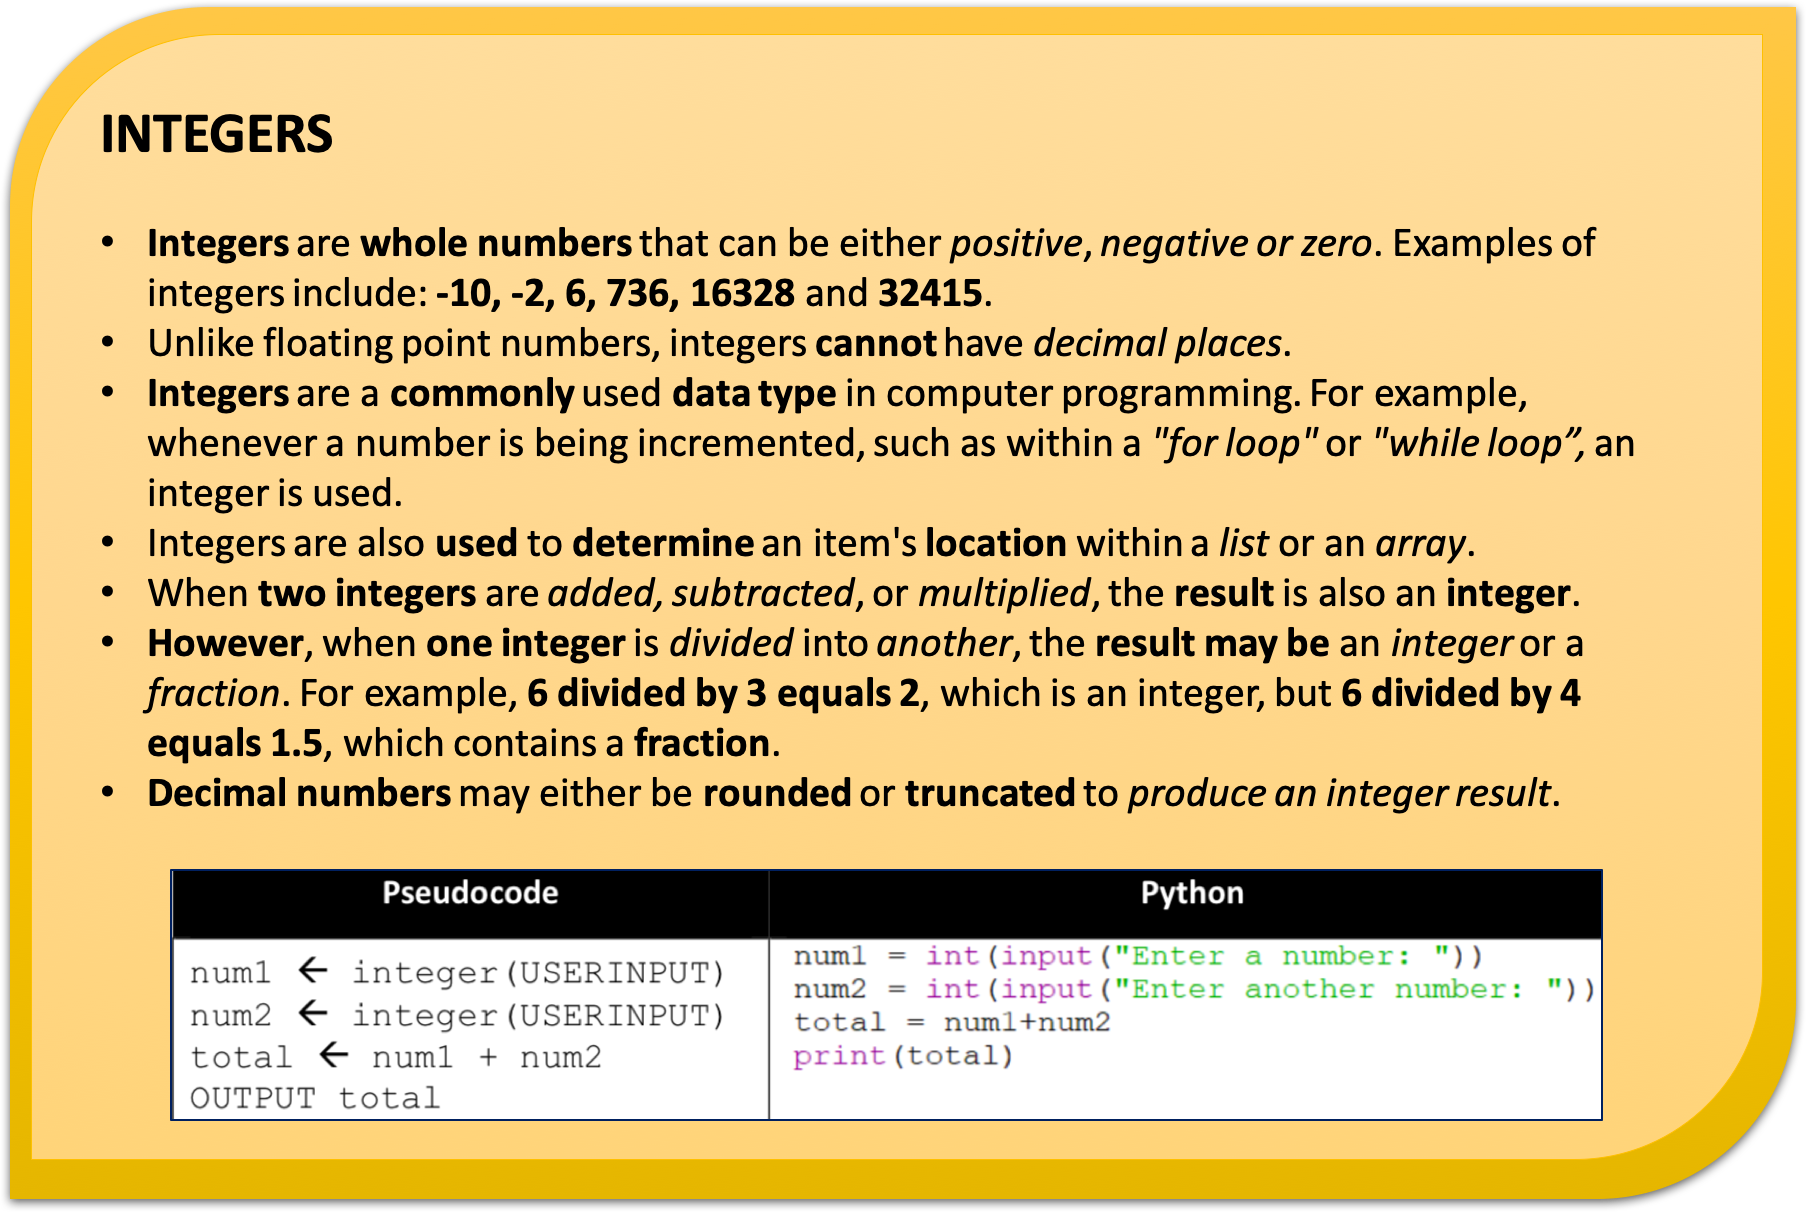 INTEGERS
• Integers are whole numbers that can be either positive, negative or zero. Examples of
integers include: -10, -2, 6, 736, 16328 and 32415.
• Unlike floating point numbers, integers cannot have decimal places.
• Integers are a commonly used data type in computer programming. For example,
whenever a number is being incremented, such as within a "for loop" or "while loop”, an
integer is used.
• Integers are also used to determine an item's location within a list or an array.
• When two integers are added, subtracted, or multiplied, the result is also an integer.
• However, when one integer is divided into another, the result may be an integer or a
fraction. For example, 6 divided by 3 equals 2, which is an integer, but 6 divided by 4
equals 1.5, which contains a fraction.
• Decimal numbers may either be rounded or truncated to produce an integer result.
Pseudocode
num1 ← integer(USERINPUT)
num2 ← integer(USERINPUT)
total ← num1 + num2
OUTPUT total
Python
num1 = int(input("Enter a number: "))
num2 = int(input("Enter another number: "))
total = num1+num2
print(total)